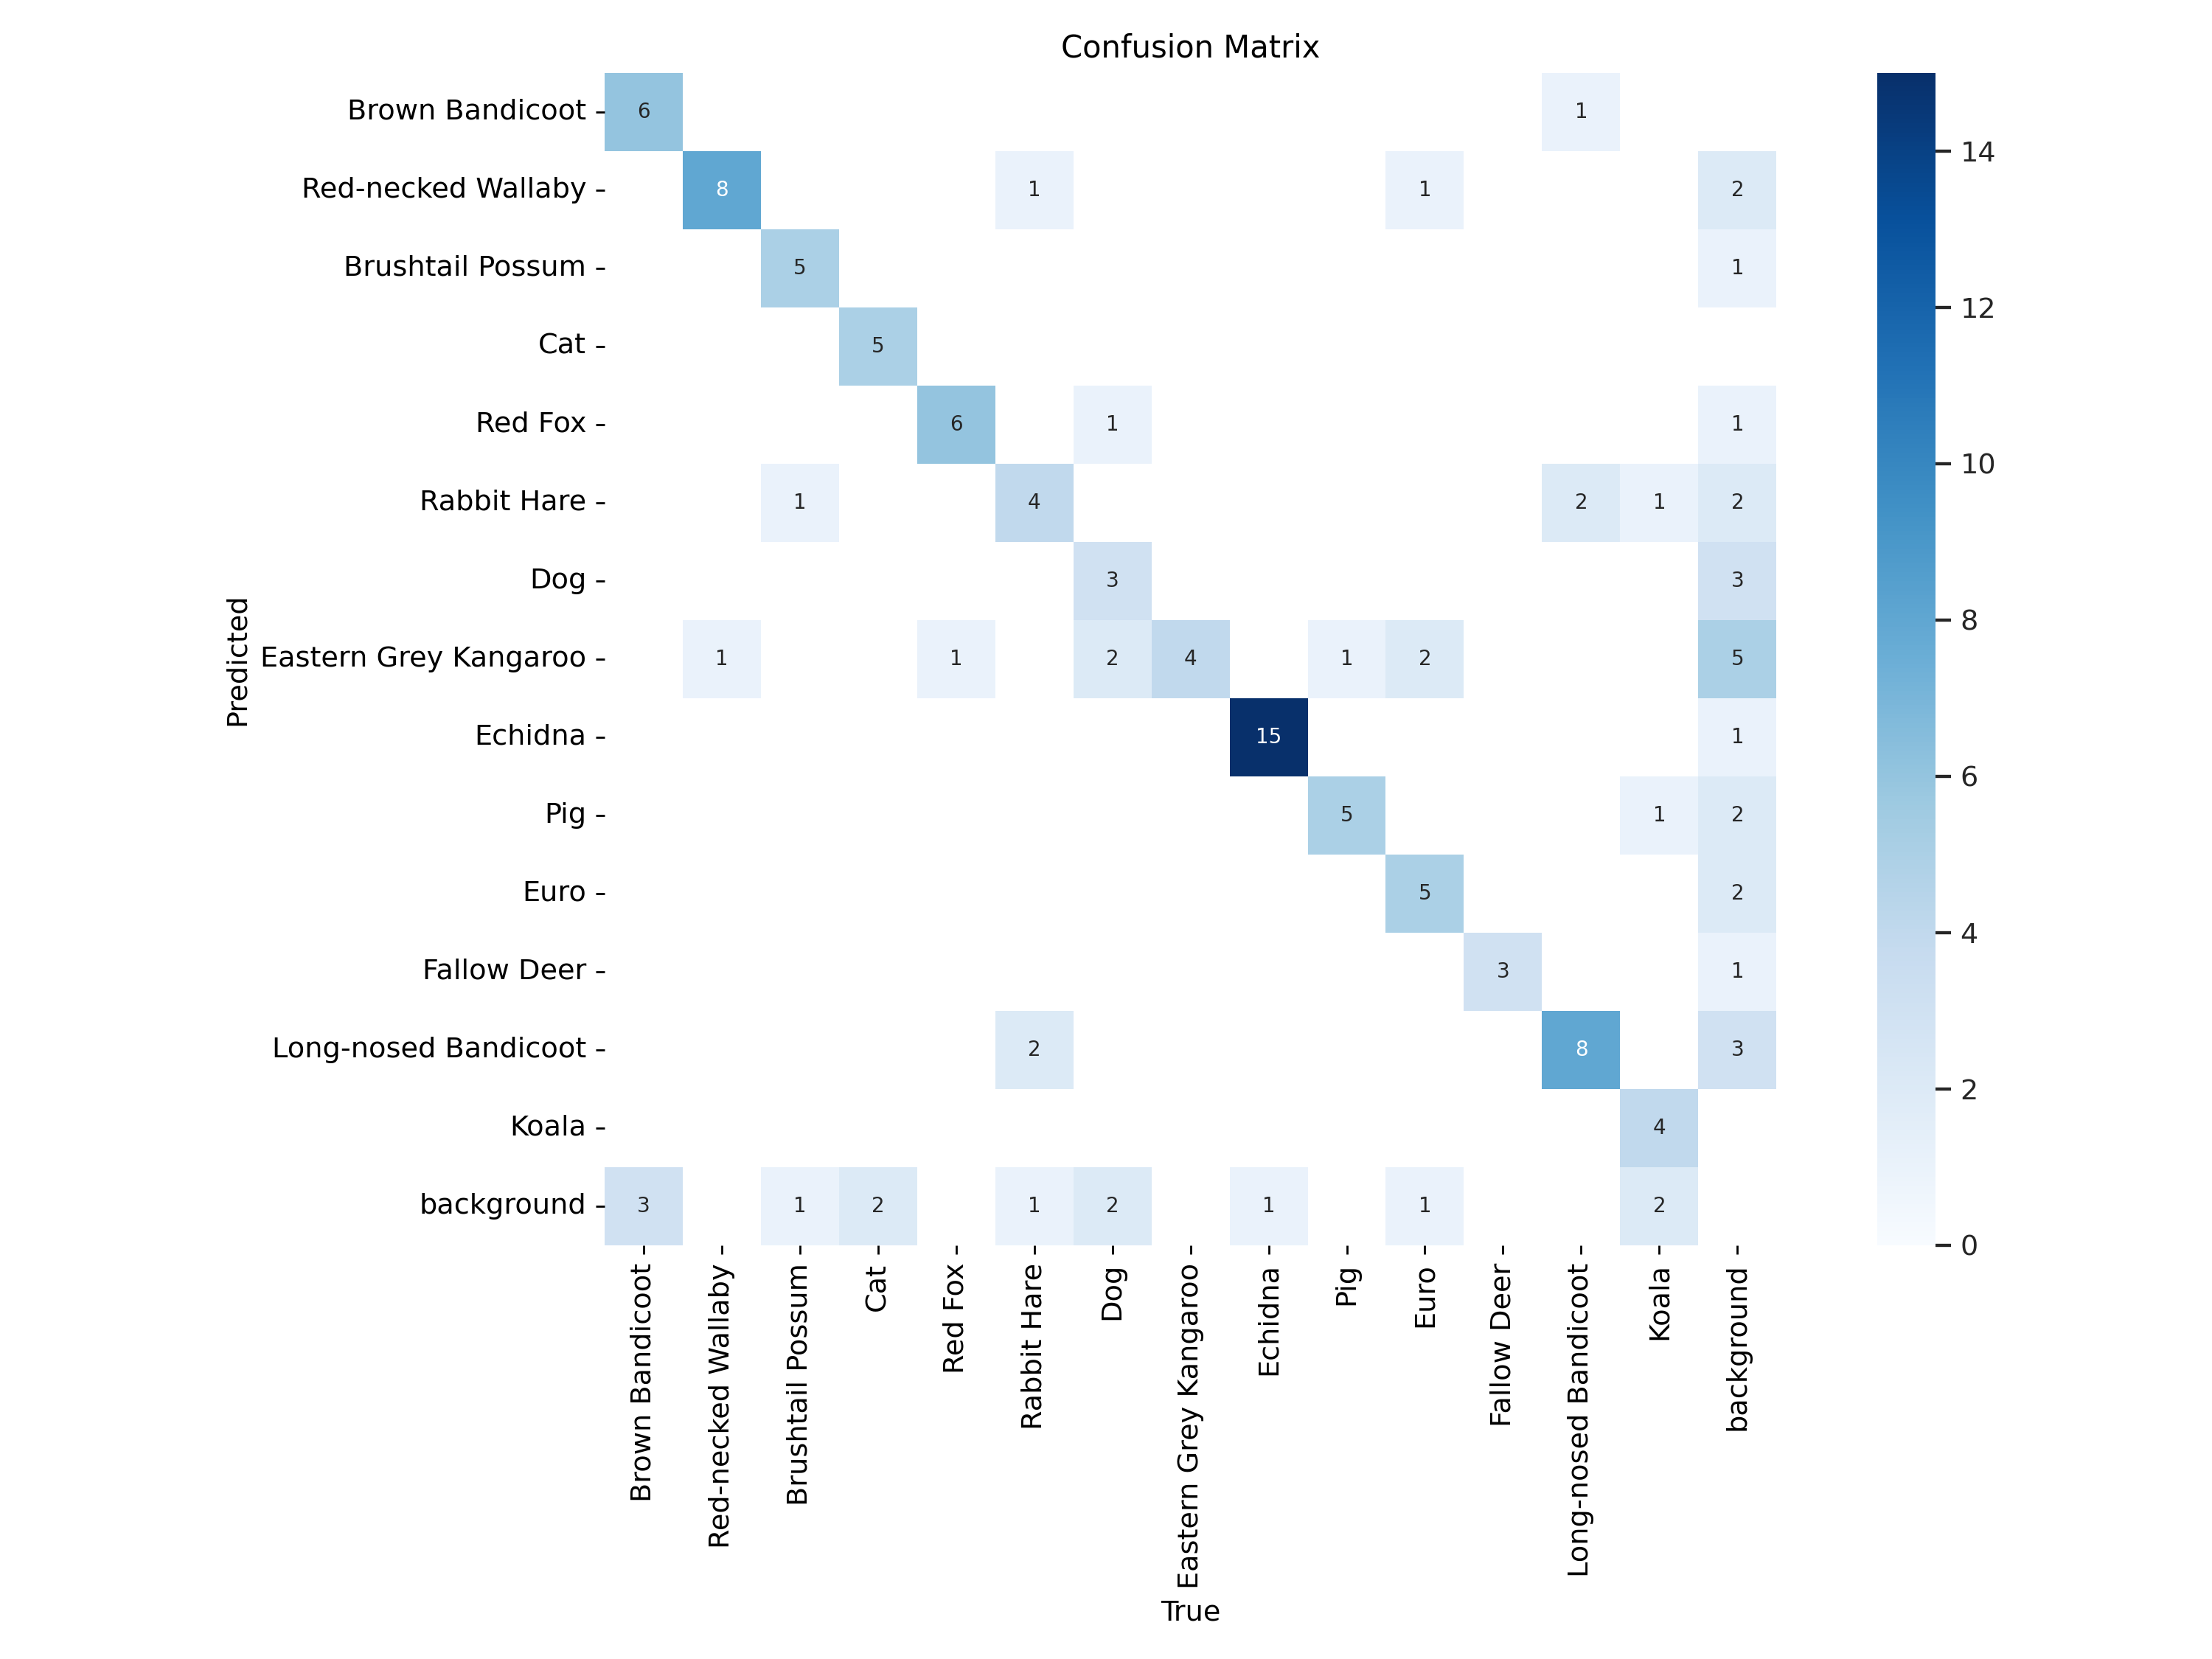 Confusion Matrix
Brown Bandicoot 6 1
Red-necked Wallaby 8 1 1 2
Brushtail Possum 5 1
Cat 5
Red Fox 6 1 1
Rabbit Hare 1 4 2 1 2
Dog 3 3
Eastern Grey Kangaroo 1 1 2 4 1 2 5
Echidna 15 1
Pig 5 1 2
Euro 5 2
Fallow Deer 3 1
Long-nosed Bandicoot 2 8 3
Koala 4
background 3 1 2 1 2 1 1 2
Predicted
Brown Bandicoot
Red-necked Wallaby
Brushtail Possum
Cat
Red Fox
Rabbit Hare
Dog
Eastern Grey Kangaroo
Echidna
Pig
Euro
Fallow Deer
Long-nosed Bandicoot
Koala
background
True
14
12
10
8
6
4
2
0